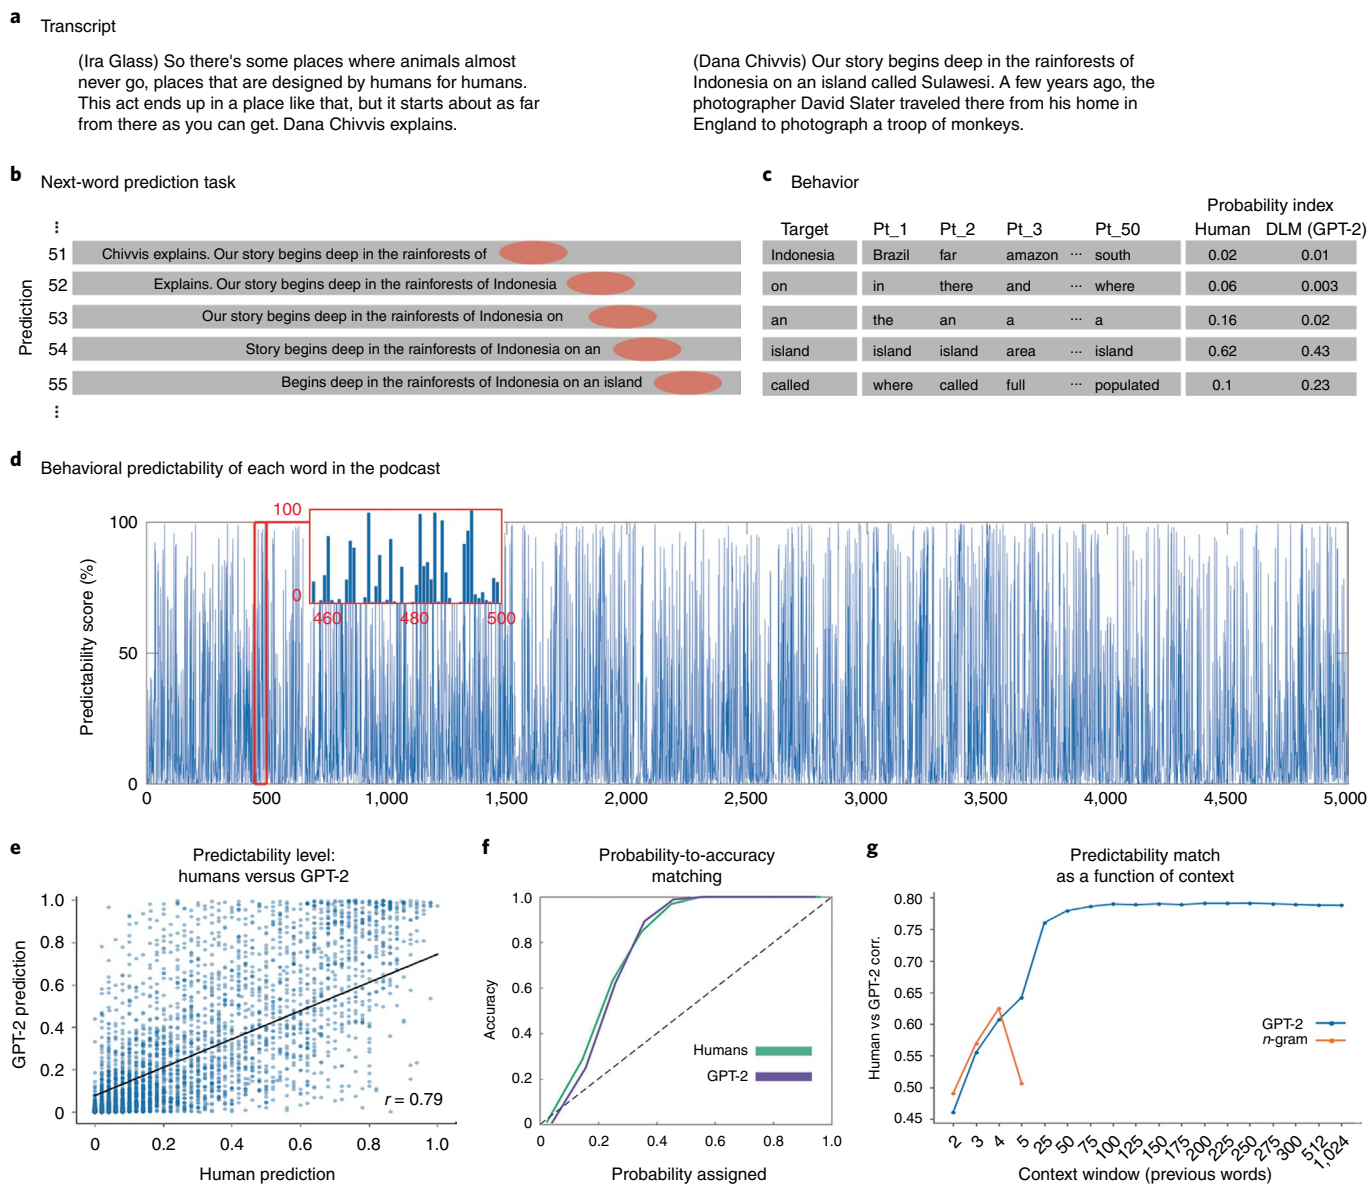 a Transcript
(Ira Glass) So there's some places where animals almost
never go, places that are designed by humans for humans.
This act ends up in a place like that, but it starts about as far
from there as you can get. Dana Chivvis explains.
(Dana Chivvis) Our story begins deep in the rainforests of
Indonesia on an island called Sulawesi. A few years ago, the
photographer David Slater traveled there from his home in
England to photograph a troop of monkeys.
b Next-word prediction task
Prediction
⋮
51 Chivvis explains. Our story begins deep in the rainforests of
52 Explains. Our story begins deep in the rainforests of Indonesia
53 Our story begins deep in the rainforests of Indonesia on
54 Story begins deep in the rainforests of Indonesia on an
55 Begins deep in the rainforests of Indonesia on an island
⋮
c Behavior
Probability index
Target Pt_1 Pt_2 Pt_3 Pt_50 Human DLM (GPT-2)
Indonesia Brazil far amazon ... south 0.02 0.01
on in there and ... where 0.06 0.003
an the an a ... a 0.16 0.02
island island island area ... island 0.62 0.43
called where called full ... populated 0.1 0.23
d Behavioral predictability of each word in the podcast
Predictability score (%)
100
50
0
100
0
460 480 500
0 500 1,000 1,500 2,000 2,500 3,000 3,500 4,000 4,500 5,000
e Predictability level:
humans versus GPT-2
GPT-2 prediction
1.0
0.8
0.6
0.4
0.2
0
r = 0.79
0 0.2 0.4 0.6 0.8 1.0
Human prediction
f Probability-to-accuracy
matching
Accuracy
1.0
0.8
0.6
0.4
0.2
0
Humans
GPT-2
0 0.2 0.4 0.6 0.8 1.0
Probability assigned
g Predictability match
as a function of context
Human vs GPT-2 corr.
0.80
0.75
0.70
0.65
0.60
0.55
0.50
0.45
GPT-2
n-gram
2 3 4 5 25 50 75 100 125 150 175 200 225 250 275 300 512 1,024
Context window (previous words)